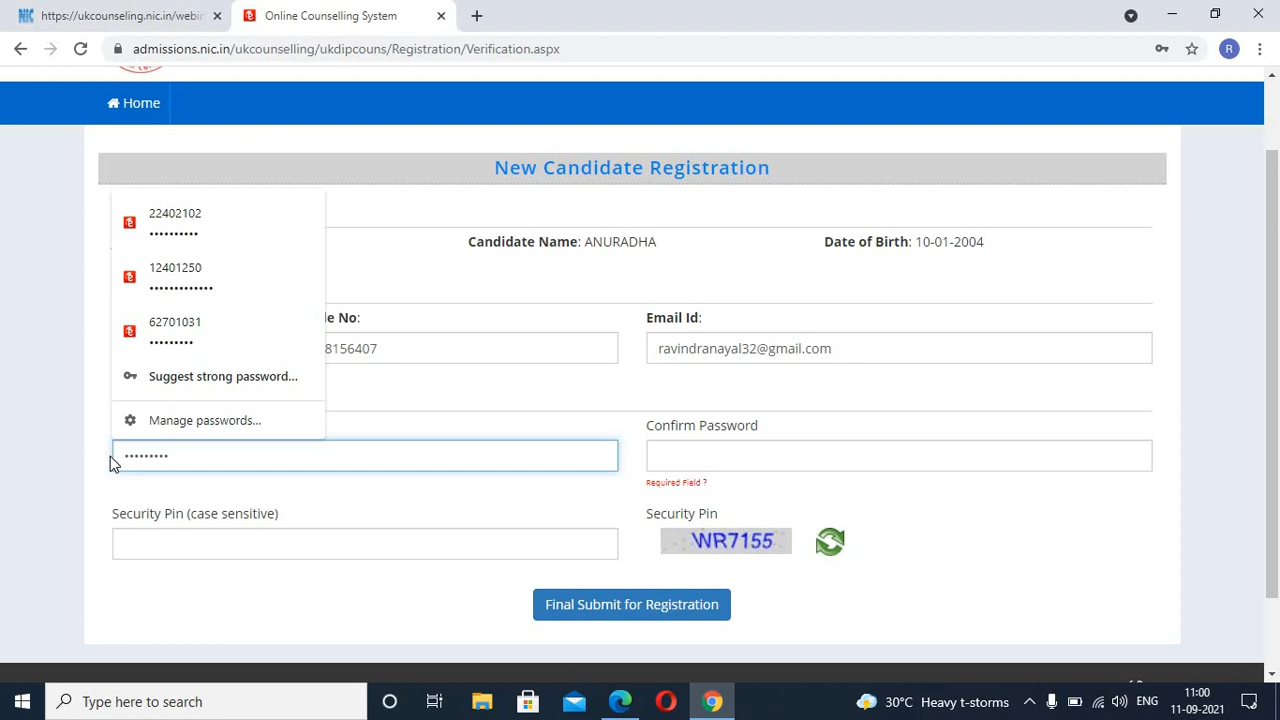 https://ukcounseling.nic.in/webin
Online Counselling System
admissions.nic.in/ukcounselling/ukdipcouns/Registration/Verification.aspx
R
Home
New Candidate Registration
22402102
••••••••••
Candidate Name: ANURADHA
Date of Birth: 10-01-2004
12401250
•••••••••••••
62701031
•••••••••
le No:
Email Id:
8156407
ravindranayal32@gmail.com
Suggest strong password...
Manage passwords...
Confirm Password
•••••••••
Required Field ?
Security Pin (case sensitive)
Security Pin
WR7155
Final Submit for Registration
Type here to search
30°C Heavy t-storms
ENG
11:00
11-09-2021